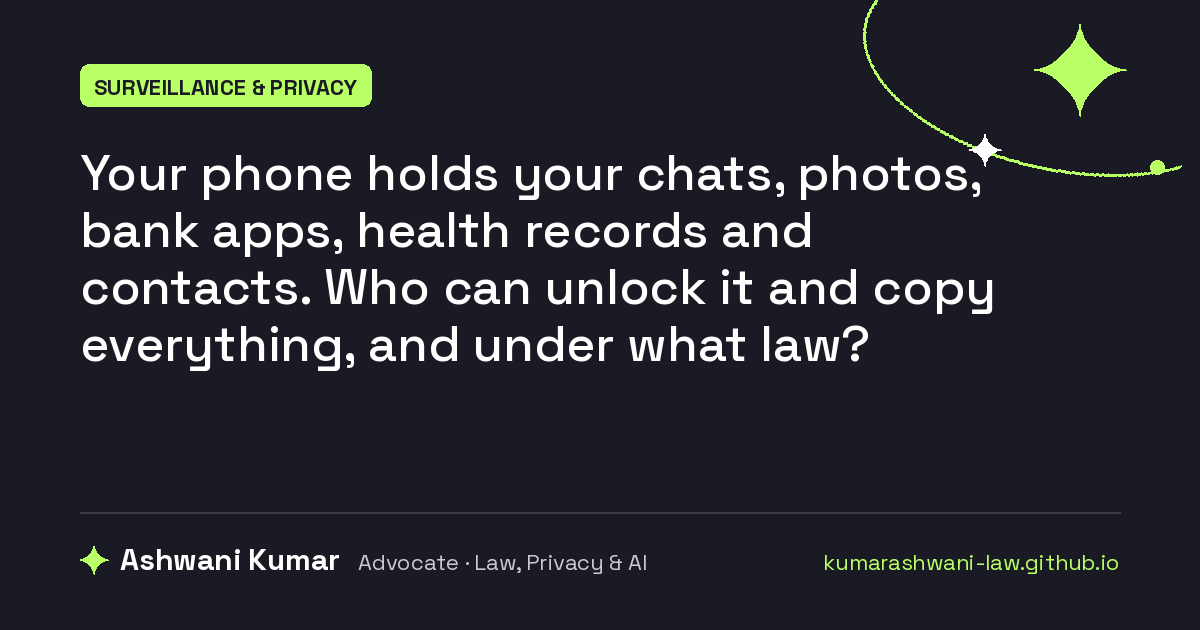 SURVEILLANCE & PRIVACY
Your phone holds your chats, photos,
bank apps, health records and
contacts. Who can unlock it and copy
everything, and under what law?
Ashwani Kumar Advocate · Law, Privacy & AI kumarashwani-law.github.io